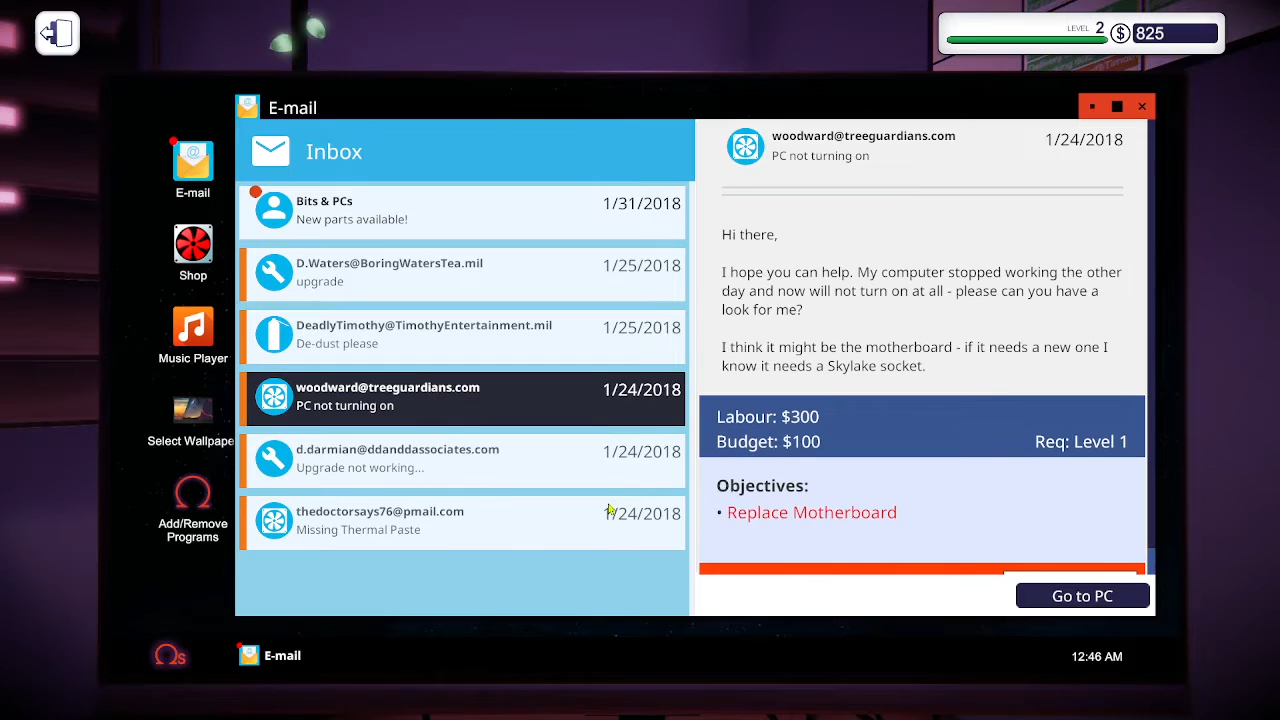 LEVEL 2
$ 825
E-mail
@
E-mail
Shop
Music Player
Select Wallpape
Add/Remove
Programs
Inbox
Bits & PCs
1/31/2018
New parts available!
D.Waters@BoringWatersTea.mil
1/25/2018
upgrade
DeadlyTimothy@TimothyEntertainment.mil
1/25/2018
De-dust please
woodward@treeguardians.com
1/24/2018
PC not turning on
d.darmian@ddanddassociates.com
1/24/2018
Upgrade not working...
thedoctorsays76@pmail.com
1/24/2018
Missing Thermal Paste
woodward@treeguardians.com
1/24/2018
PC not turning on
Hi there,
I hope you can help. My computer stopped working the other
day and now will not turn on at all - please can you have a
look for me?
I think it might be the motherboard - if it needs a new one I
know it needs a Skylake socket.
Labour: $300
Budget: $100
Req: Level 1
Objectives:
• Replace Motherboard
Go to PC
Ωs
E-mail
12:46 AM